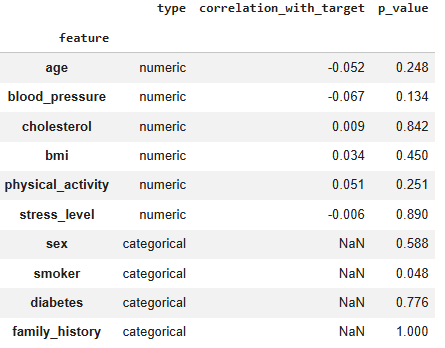 type correlation_with_target p_value
feature
age numeric -0.052 0.248
blood_pressure numeric -0.067 0.134
cholesterol numeric 0.009 0.842
bmi numeric 0.034 0.450
physical_activity numeric 0.051 0.251
stress_level numeric -0.006 0.890
sex categorical NaN 0.588
smoker categorical NaN 0.048
diabetes categorical NaN 0.776
family_history categorical NaN 1.000